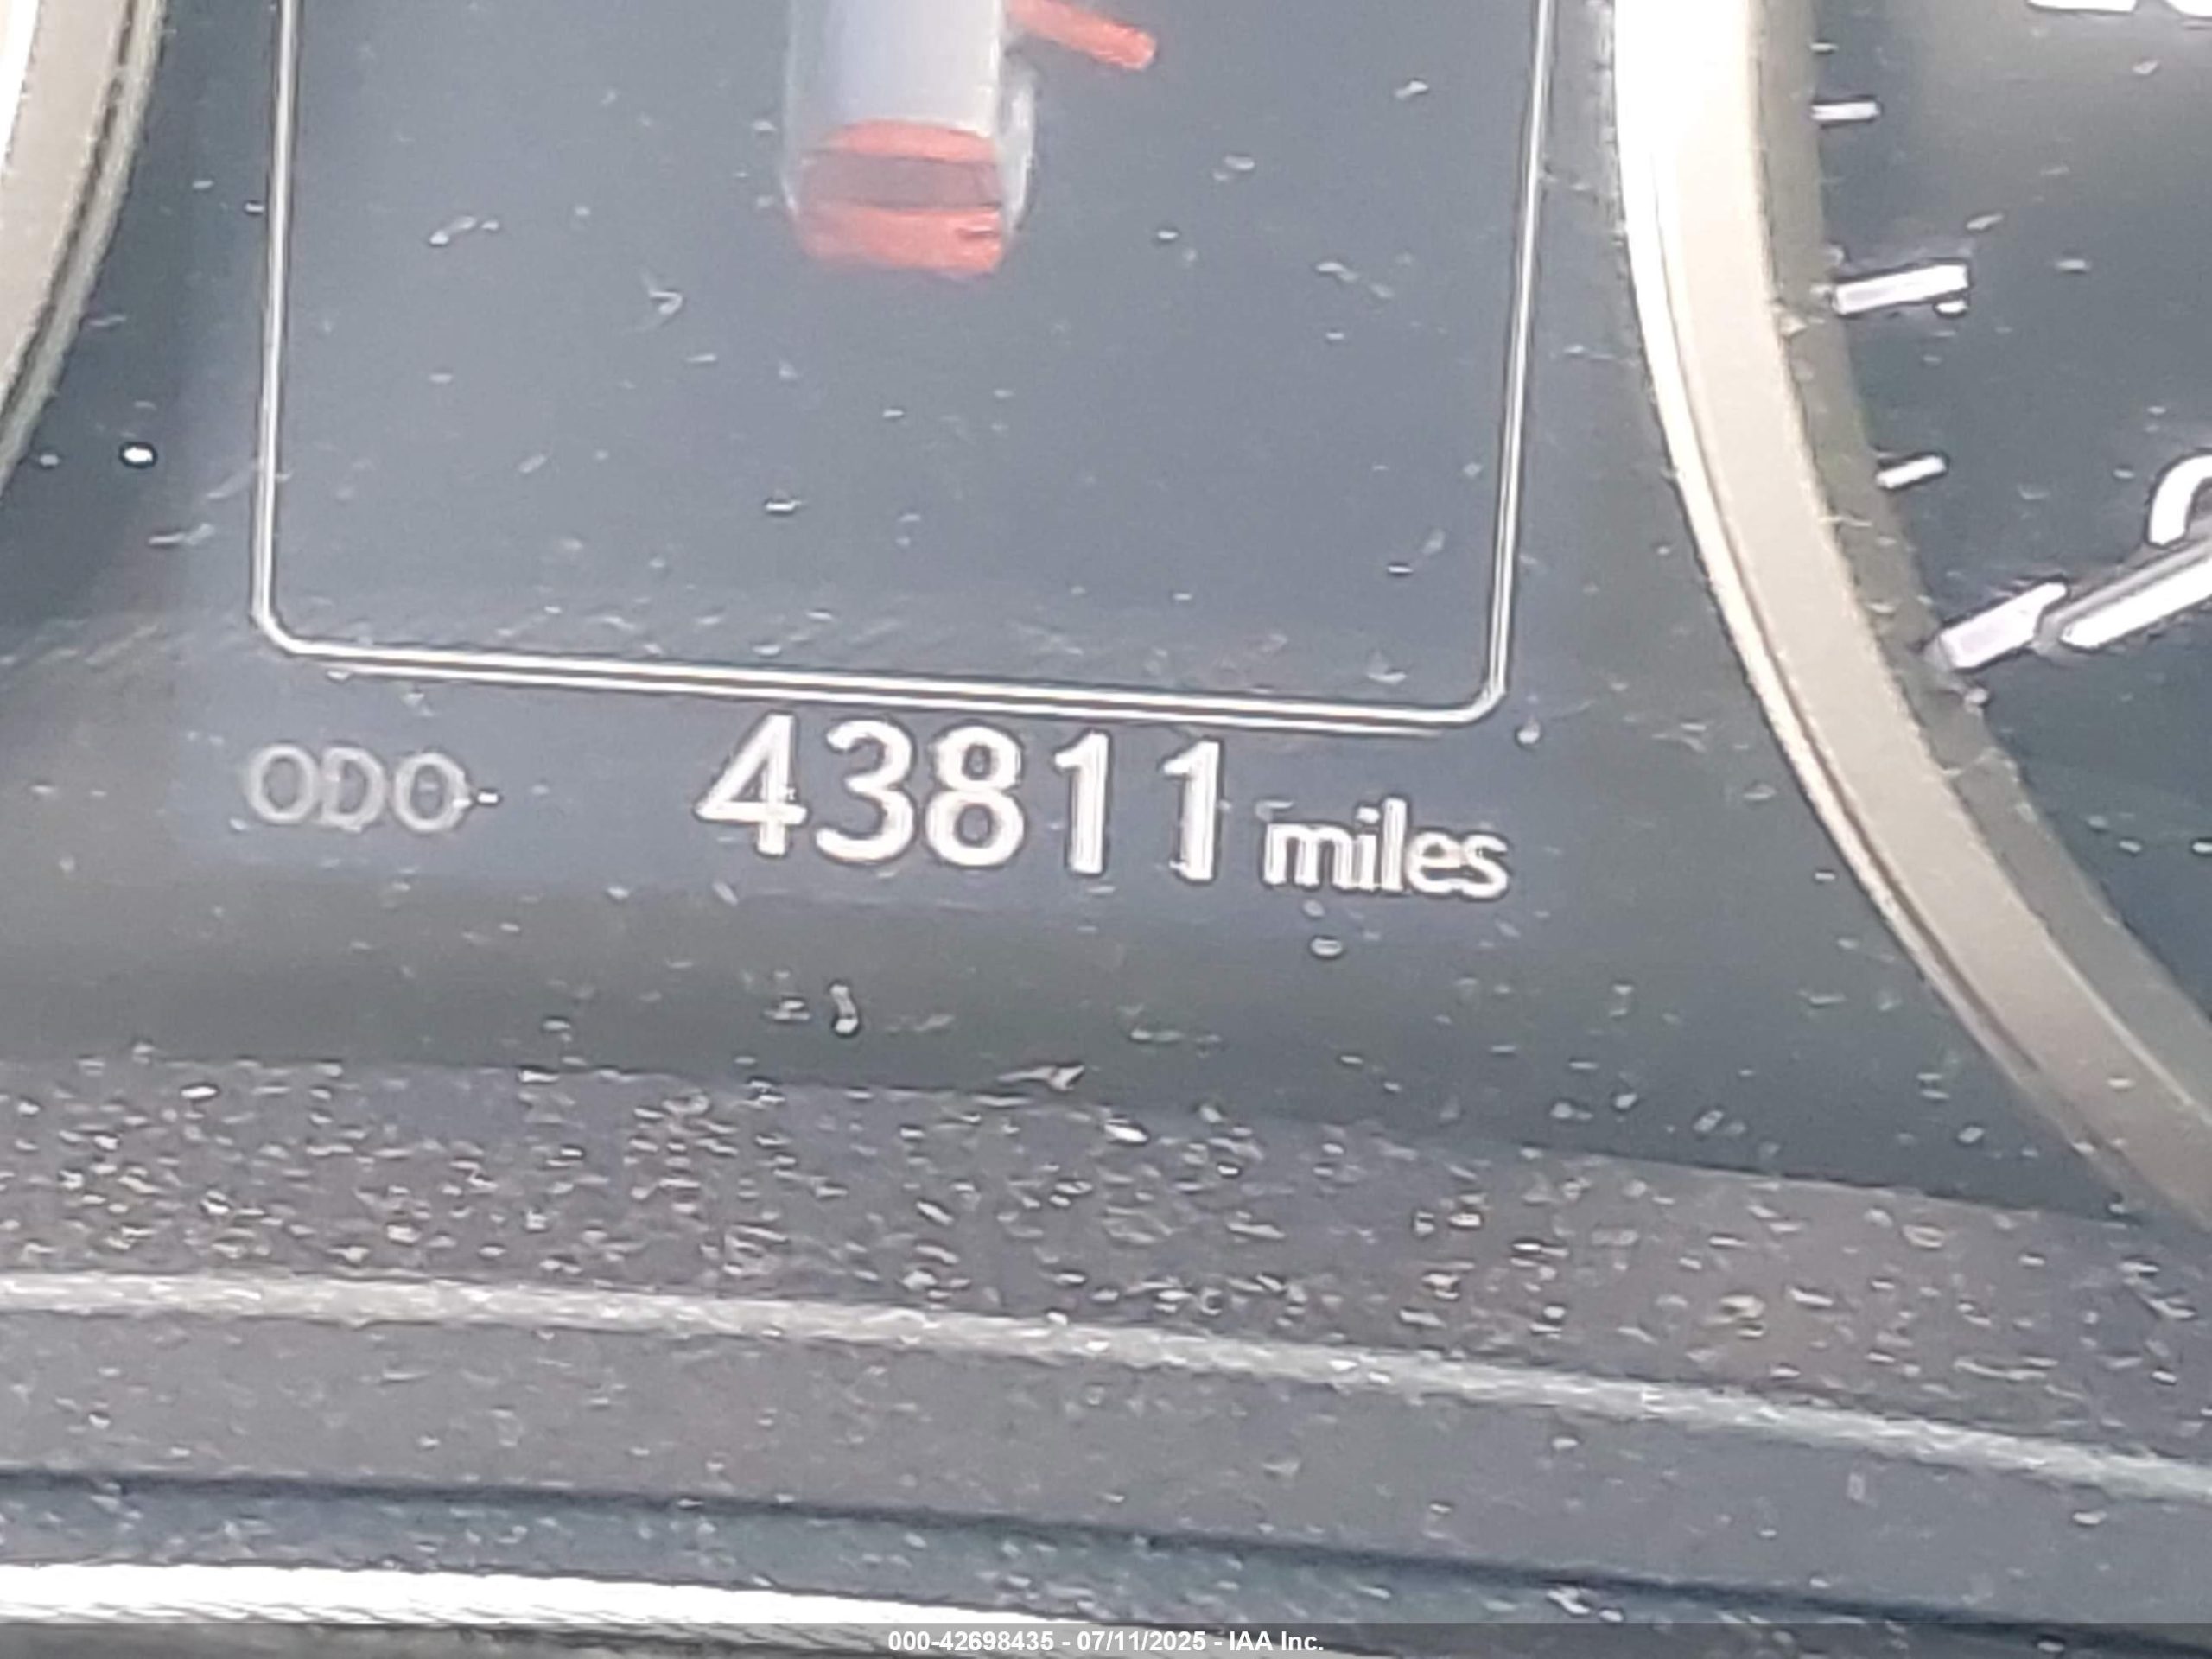 ODO 43811 miles
000-42698435 - 07/11/2025 - IAA Inc.